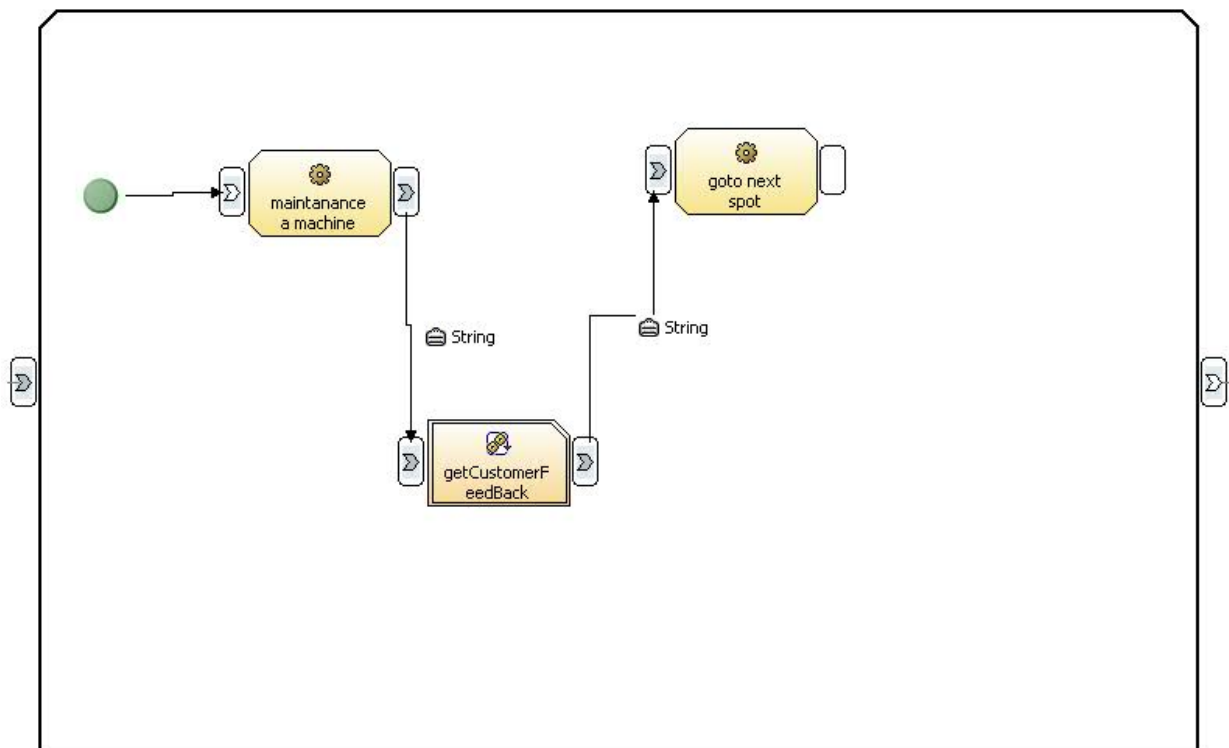 maintanance
a machine
goto next
spot
String
String
getCustomerF
eedBack